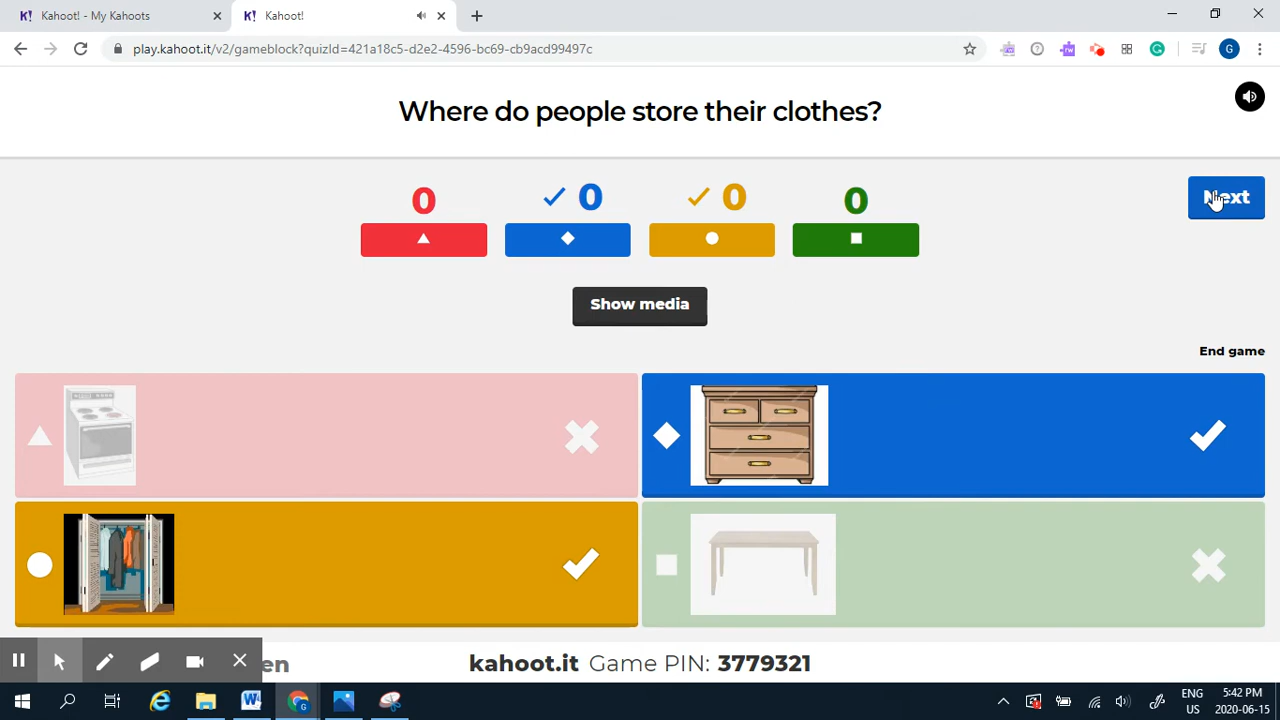 K! Kahoot! - My Kahoots
K! Kahoot!
play.kahoot.it/v2/gameblock?quizId=421a18c5-d2e2-4596-bc69-cb9acd99497c
G
Where do people store their clothes?
0
0
0
0
Next
Show media
End game
en
kahoot.it Game PIN: 3779321
ENG
US
5:42 PM
2020-06-15